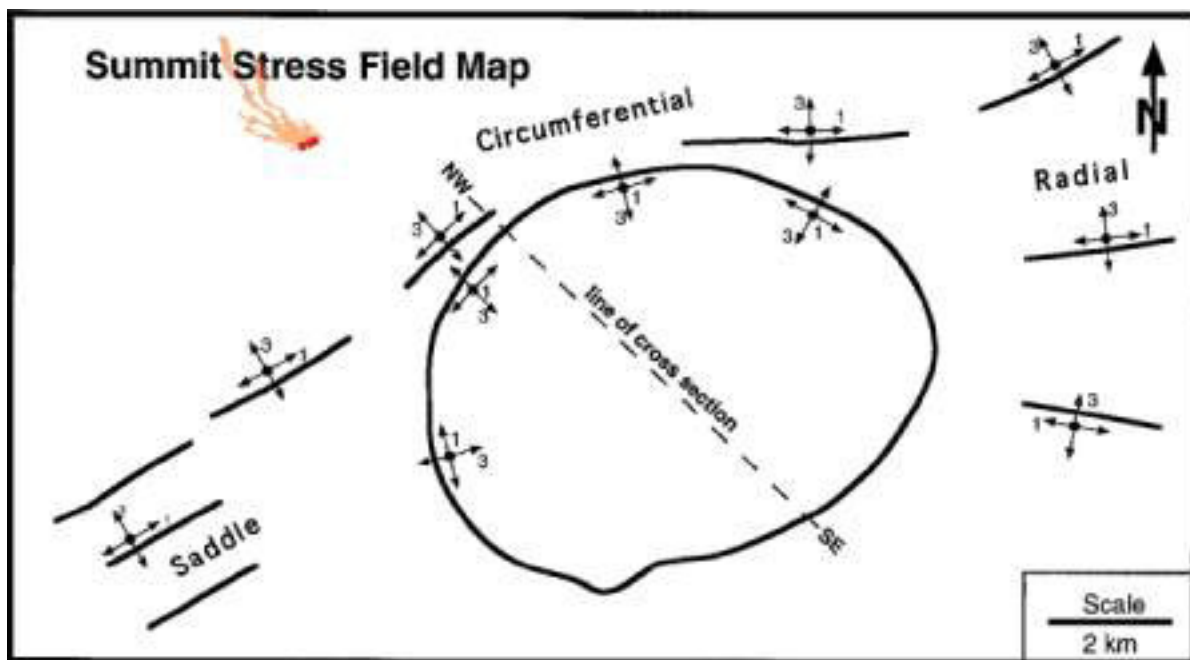 Summit Stress Field Map
Circumferential
Radial
N
NW
line of cross section
SE
Saddle
3
1
3
1
3
1
3
1
3
1
3
1
3
1
3
1
3
1
3
1
1
3
Scale
2 km